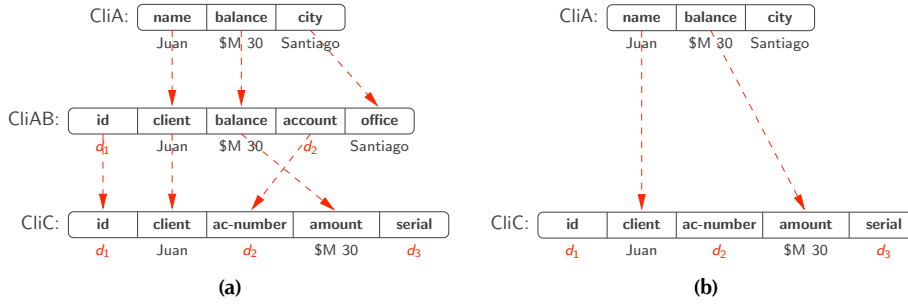 CliA: name balance city
Juan $M 30 Santiago
CliAB: id client balance account office
d1 Juan $M 30 d2 Santiago
CliC: id client ac-number amount serial
d1 Juan d2 $M 30 d3
(a)
CliA: name balance city
Juan $M 30 Santiago
CliC: id client ac-number amount serial
d1 Juan d2 $M 30 d3
(b)